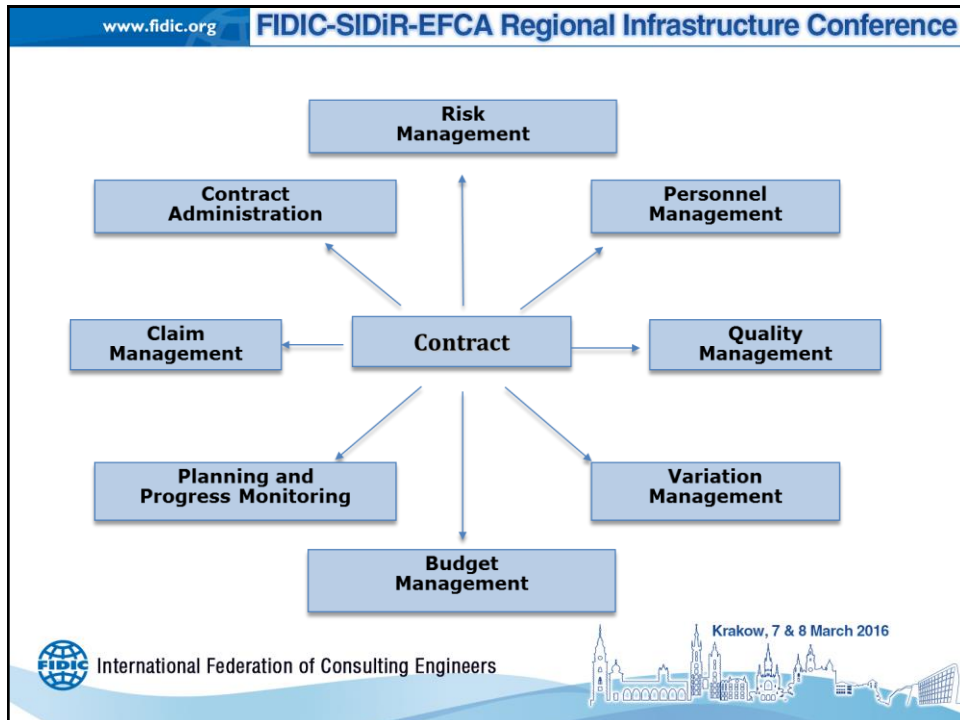 www.fidic.org
FIDIC-SIDiR-EFCA Regional Infrastructure Conference
Risk
Management
Contract
Administration
Personnel
Management
Claim
Management
Contract
Quality
Management
Planning and
Progress Monitoring
Variation
Management
Budget
Management
Krakow, 7 & 8 March 2016
FIDIC
International Federation of Consulting Engineers